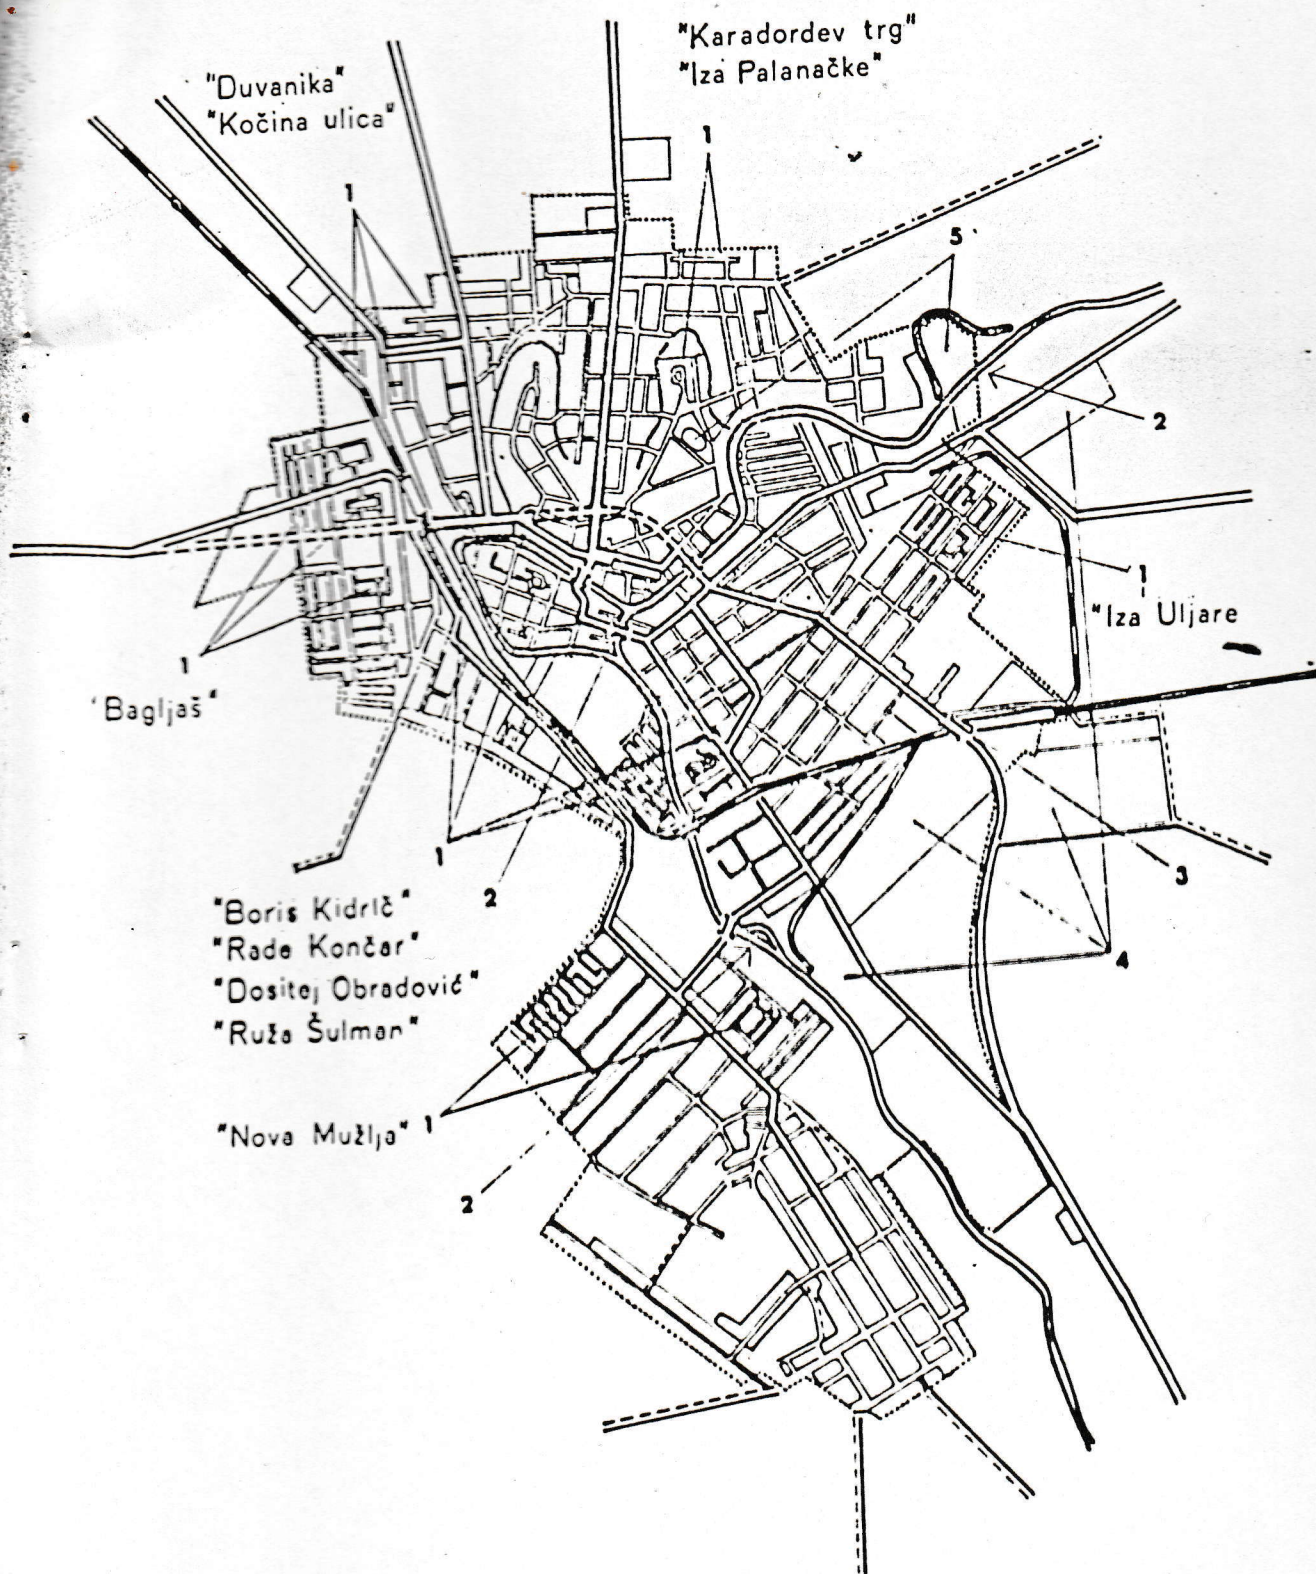 "Karadordev trg"
"Iza Palanačke"
"Duvanika"
"Kočina ulica"
1
1
5
2
1
"Iza Uljare
1
'Bagljaš"
1
2
3
4
"Boris Kidrič"
"Rade Končar"
"Dositej Obradović"
"Ruža Šulman"
"Nova Mužlja" 1
2